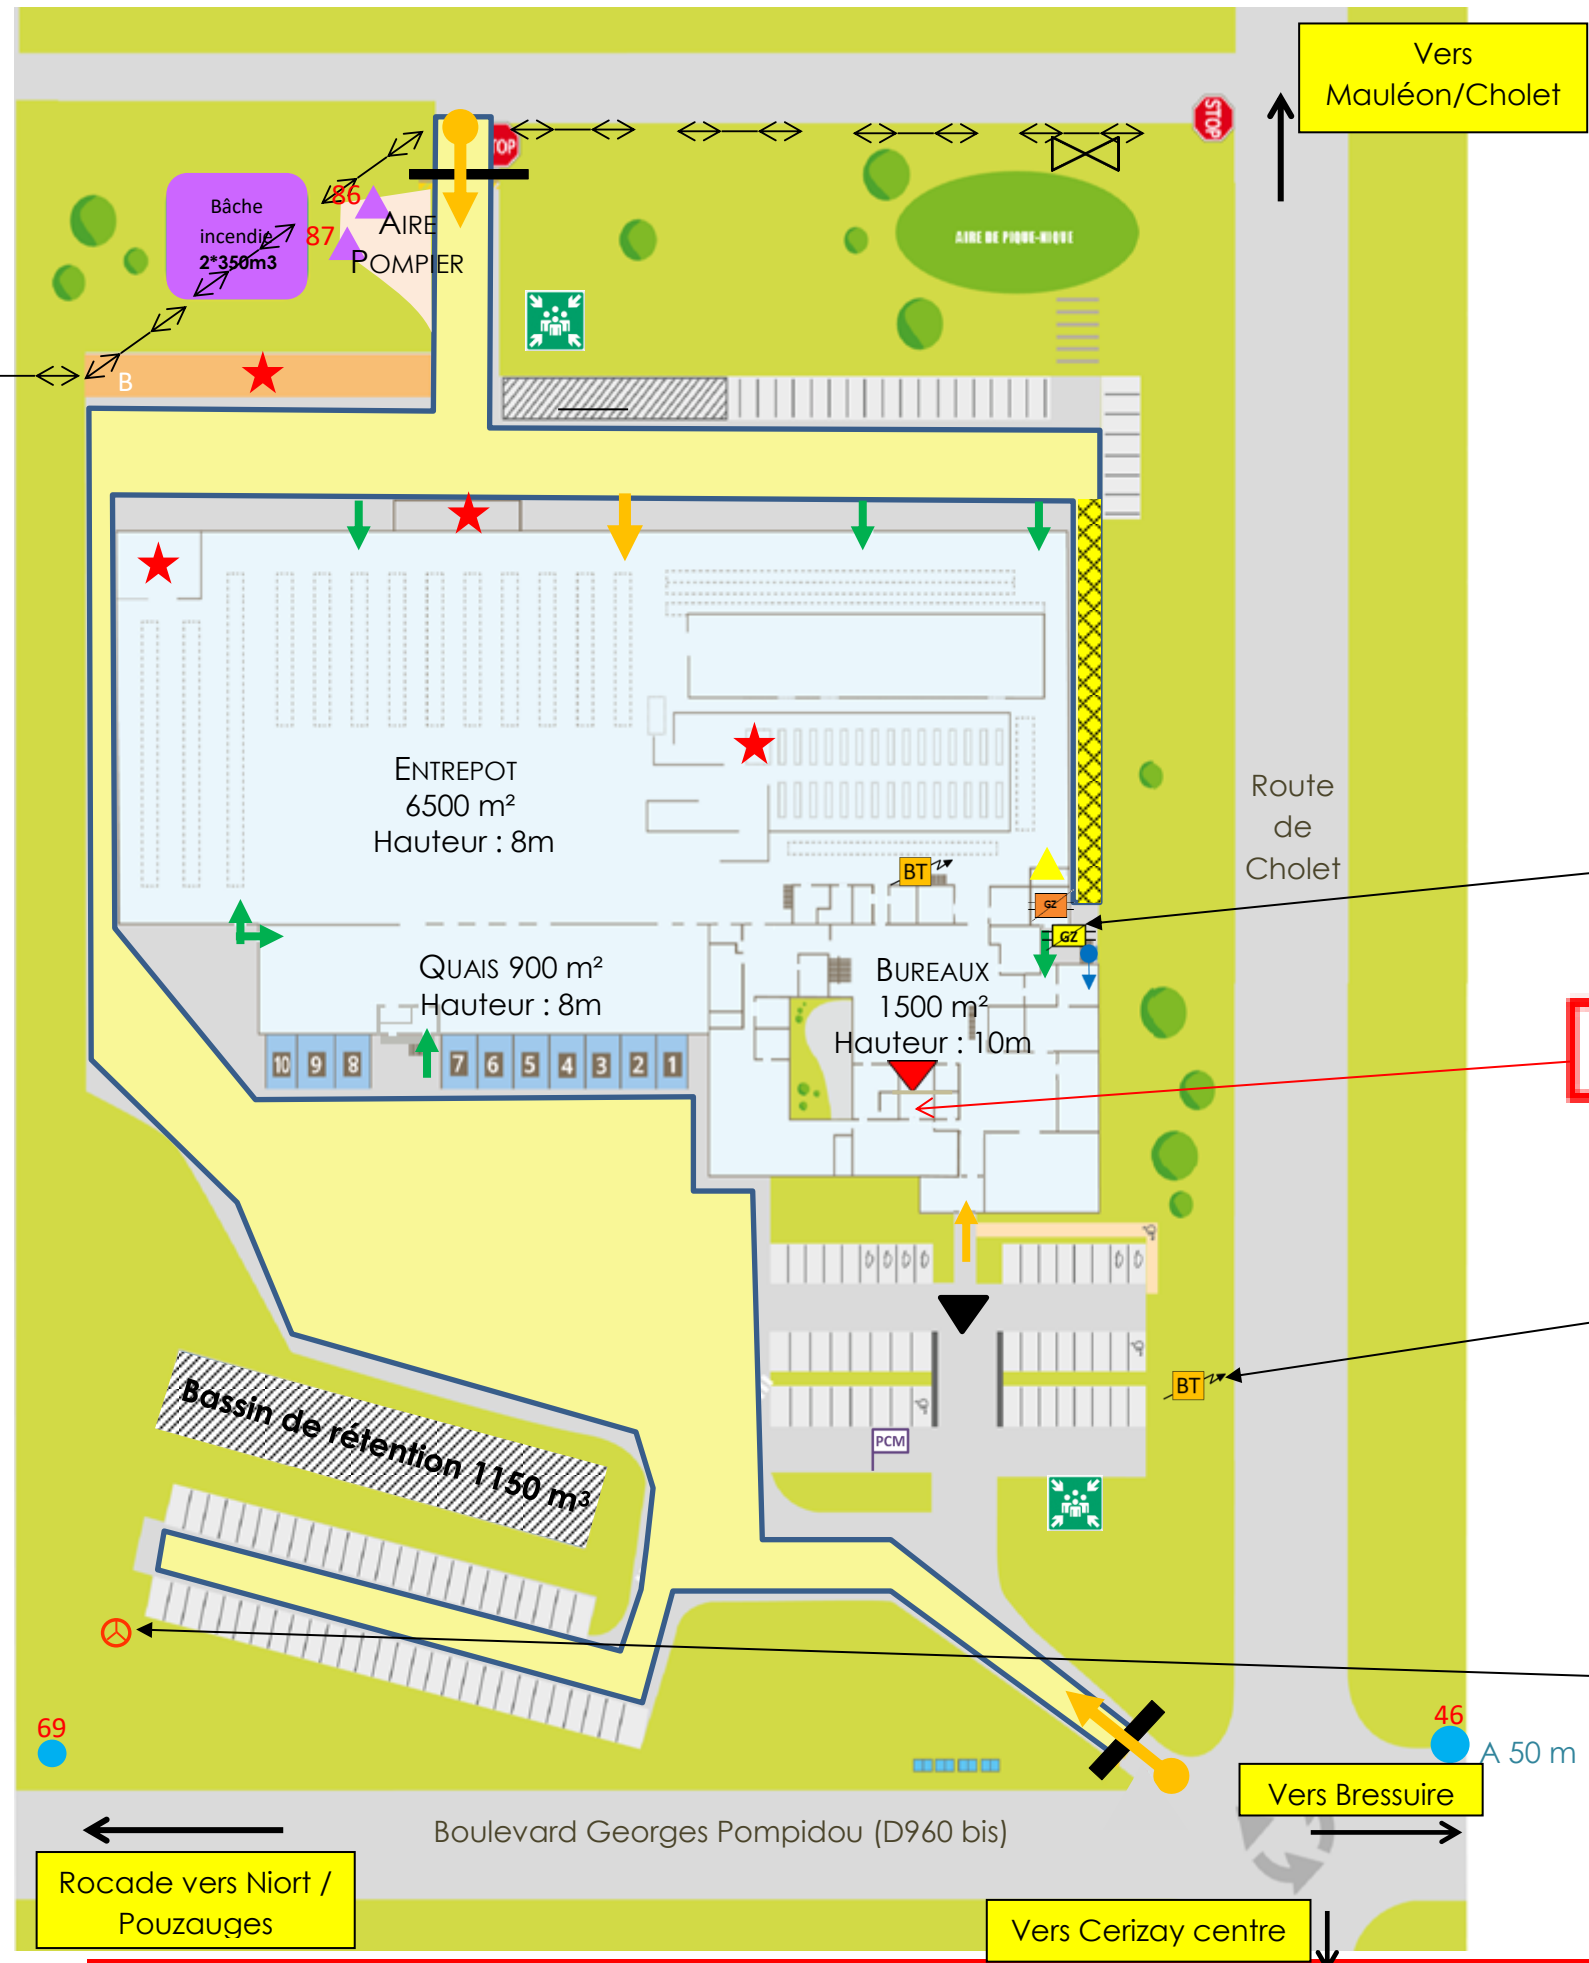 Vers
Mauléon/Cholet
STOP
STOP
86
87
AIRE
POMPIER
Bâche
incendie
2*350m3
AIRE DE PIQUE-NIQUE
B
ENTREPOT
6500 m²
Hauteur : 8m
Route
de
Cholet
BT
GZ
GZ
QUAIS 900 m²
Hauteur : 8m
BUREAUX
1500 m²
Hauteur : 10m
10 9 8 7 6 5 4 3 2 1
BT
Bassin de rétention 1150 m³
PCM
69
46
A 50 m
Vers Bressuire
Boulevard Georges Pompidou (D960 bis)
Rocade vers Niort /
Pouzauges
Vers Cerizay centre